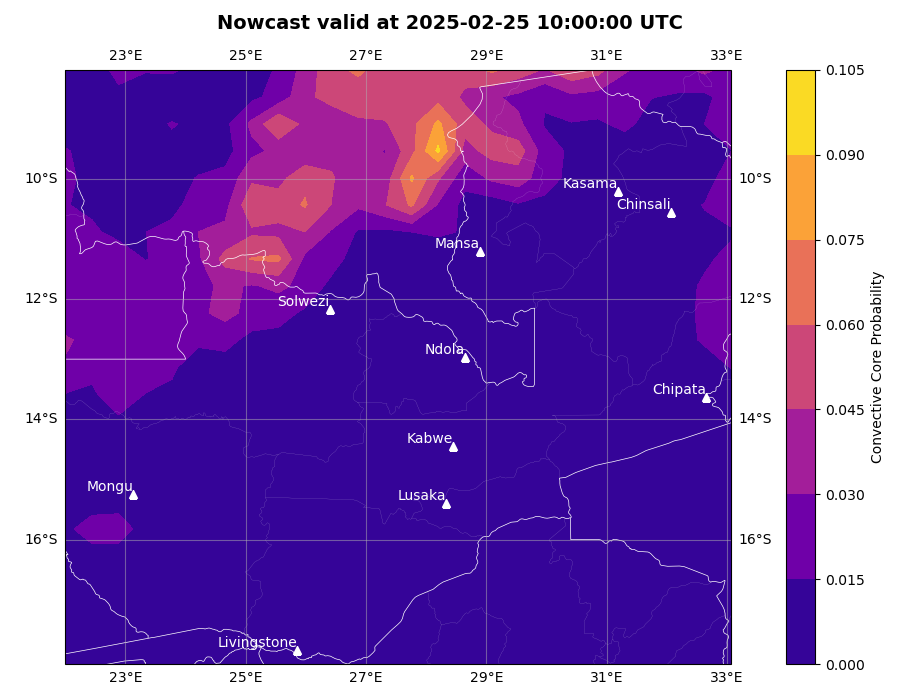 Nowcast valid at 2025-02-25 10:00:00 UTC
23°E 25°E 27°E 29°E 31°E 33°E
0.105
0.090
10°S 10°S
Kasama
Chinsali
0.075
Mansa
12°S 12°S
Solwezi
0.060
Ndola
Chipata
0.045
14°S 14°S
Kabwe
Mongu
Lusaka
0.030
16°S 16°S
0.015
Livingstone
0.000
23°E 25°E 27°E 29°E 31°E 33°E
Convective Core Probability